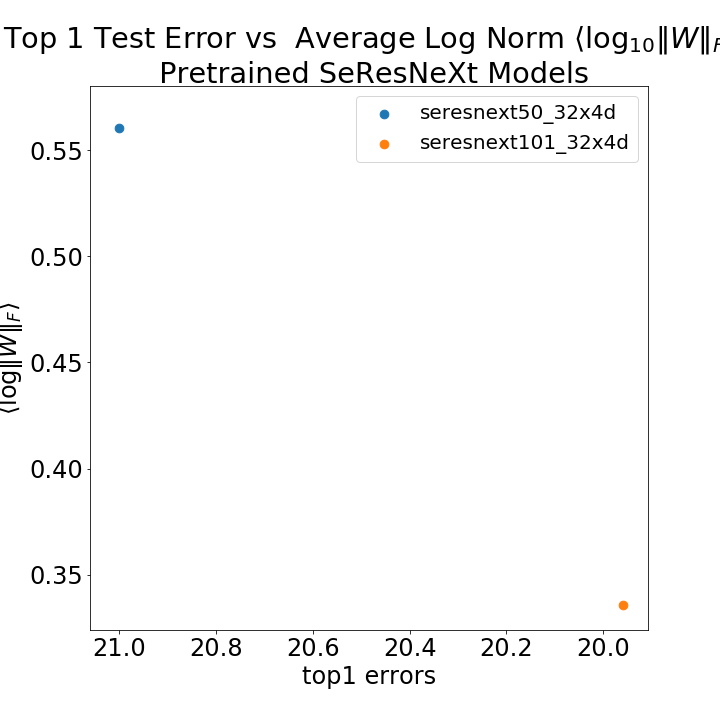 Top 1 Test Error vs Average Log Norm ⟨log₁₀‖W‖F
Pretrained SeResNeXt Models
seresnext50_32x4d
seresnext101_32x4d
0.55
0.50
0.45
0.40
0.35
⟨log‖W‖F⟩
21.0 20.8 20.6 20.4 20.2 20.0
top1 errors